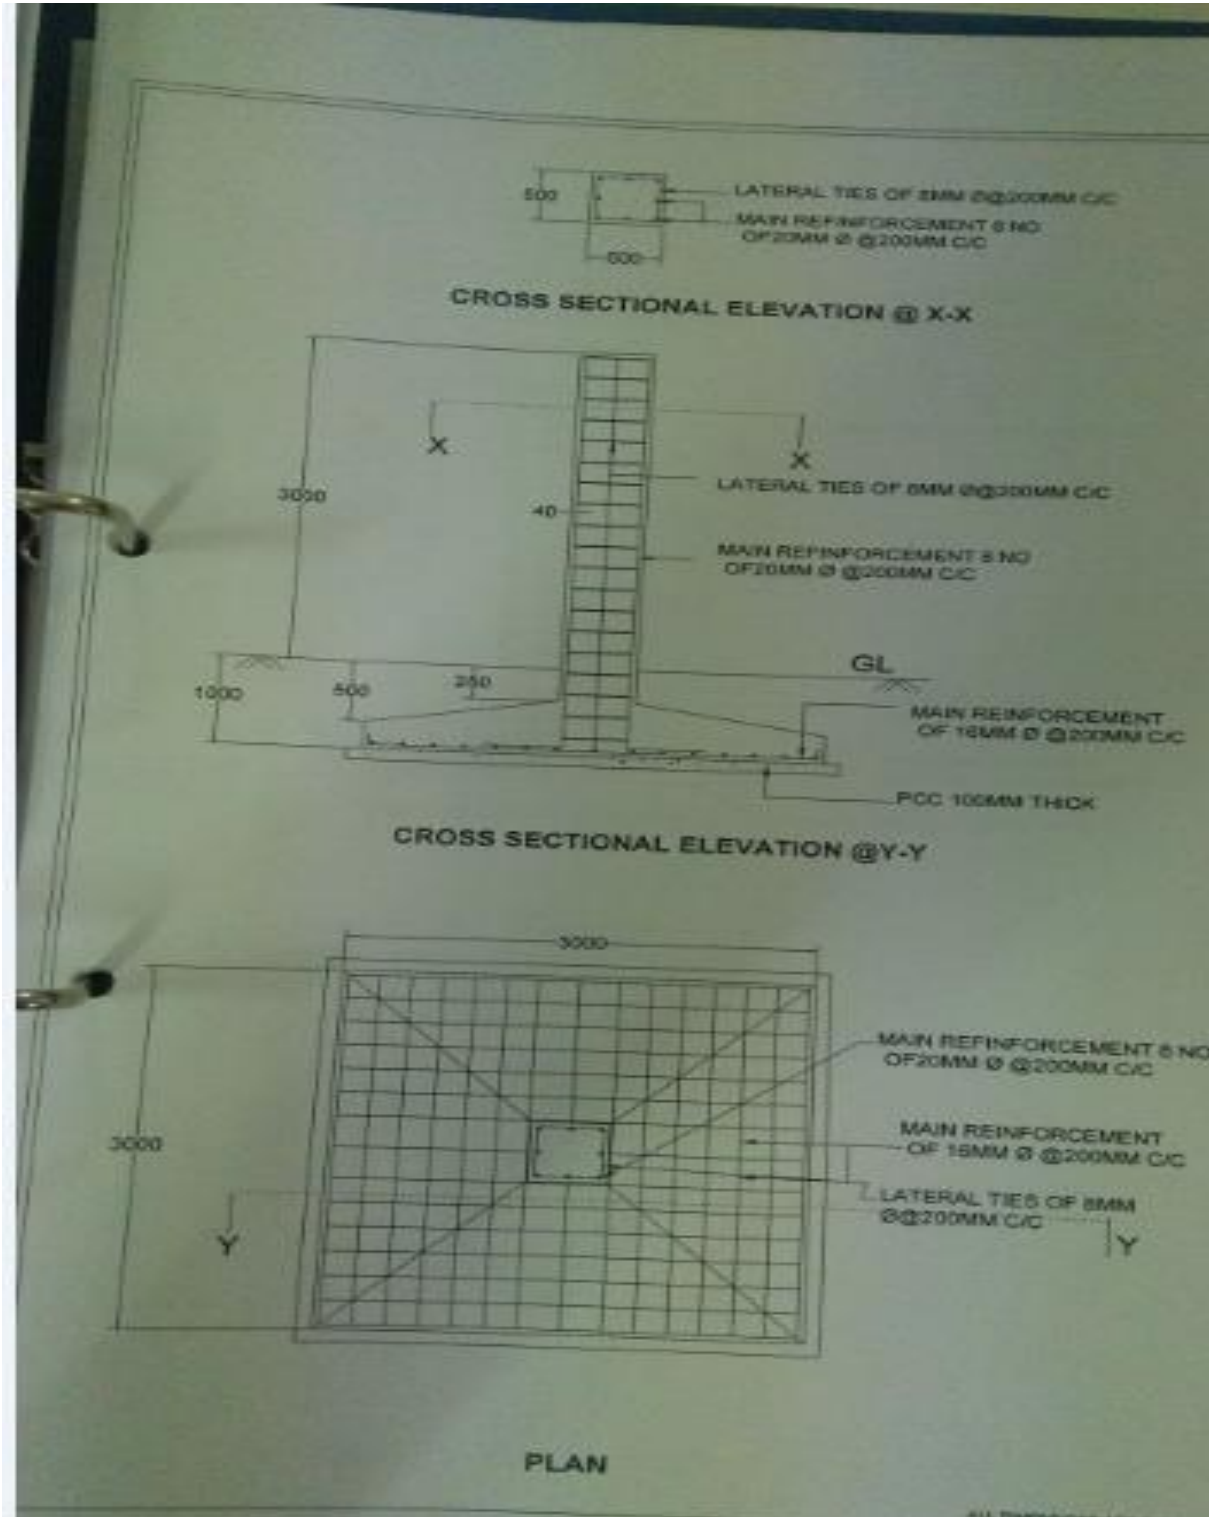 500
LATERAL TIES OF 8MM Ø@200MM C/C
MAIN REFINFORCEMENT 8 NO
OF20MM Ø @200MM C/C
500
CROSS SECTIONAL ELEVATION @ X-X
X
X
3000
LATERAL TIES OF 8MM Ø@200MM C/C
40
MAIN REFINFORCEMENT 8 NO
OF20MM Ø @200MM C/C
GL
1000
500
250
MAIN REINFORCEMENT
OF 16MM Ø @200MM C/C
PCC 100MM THICK
CROSS SECTIONAL ELEVATION @Y-Y
3000
MAIN REFINFORCEMENT 8 NO
OF20MM Ø @200MM C/C
3000
MAIN REINFORCEMENT
OF 16MM Ø @200MM C/C
LATERAL TIES OF 8MM
Ø@200MM C/C
Y
Y
PLAN